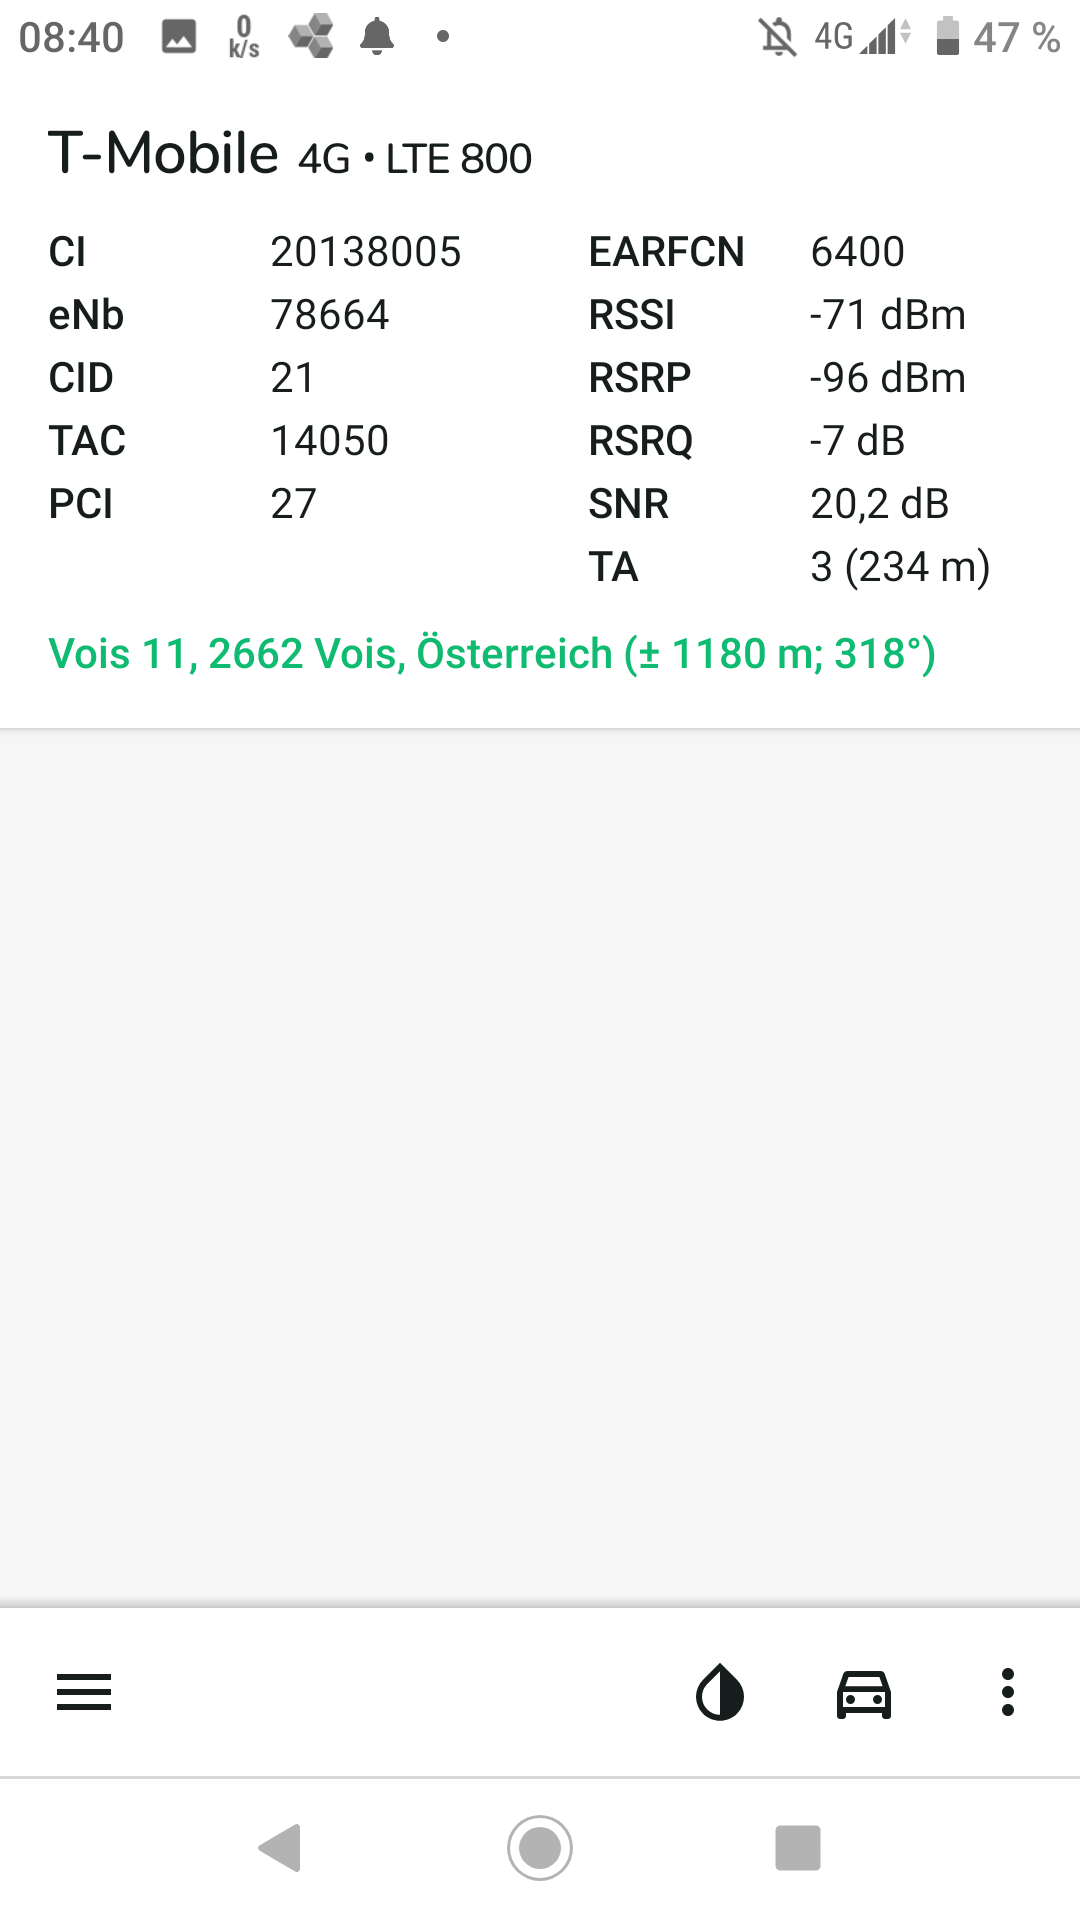 08:40 0 k/s 4G 47 %
T-Mobile 4G • LTE 800
CI 20138005 EARFCN 6400
eNb 78664 RSSI -71 dBm
CID 21 RSRP -96 dBm
TAC 14050 RSRQ -7 dB
PCI 27 SNR 20,2 dB
TA 3 (234 m)
Vois 11, 2662 Vois, Österreich (± 1180 m; 318°)